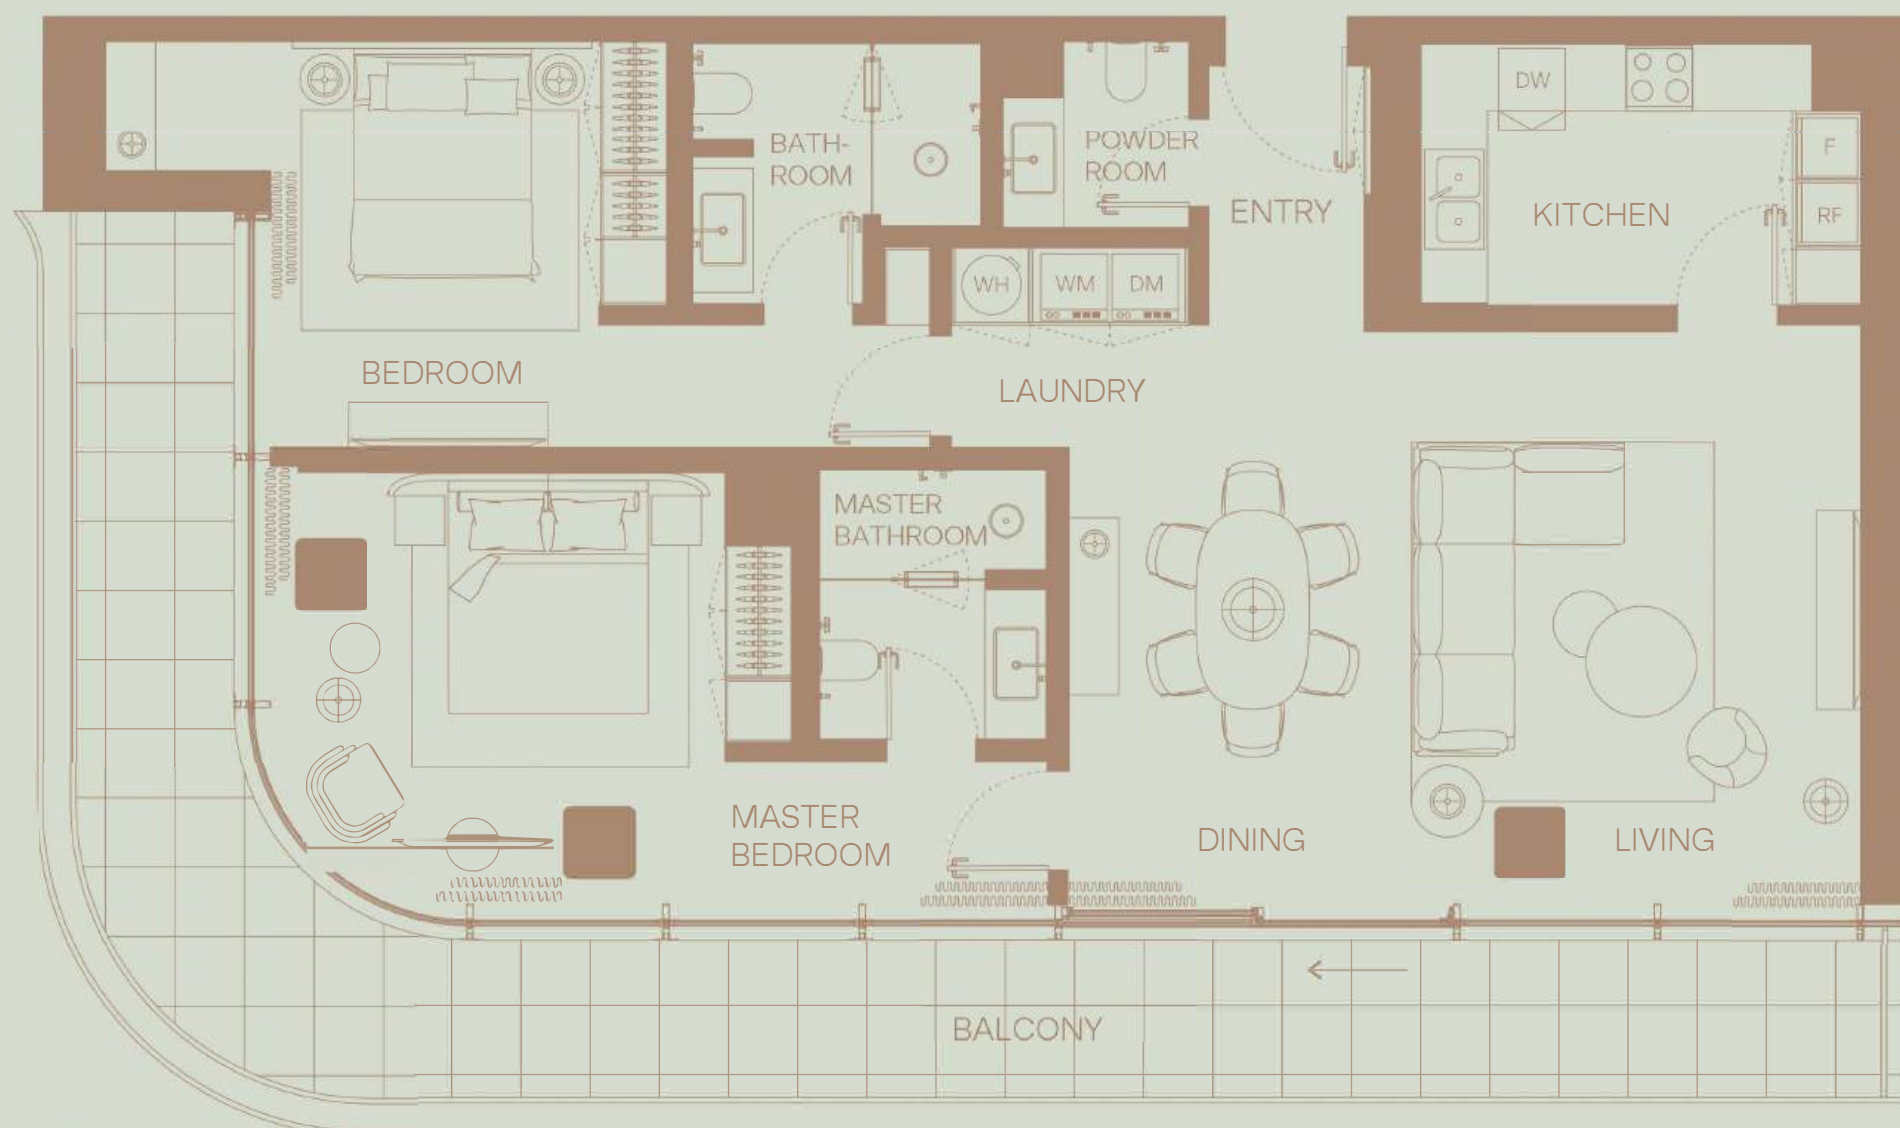 DW
BATH-
ROOM
POWDER
ROOM
ENTRY
KITCHEN
F
RF
WH
WM
DM
BEDROOM
LAUNDRY
MASTER
BATHROOM
MASTER
BEDROOM
DINING
LIVING
BALCONY